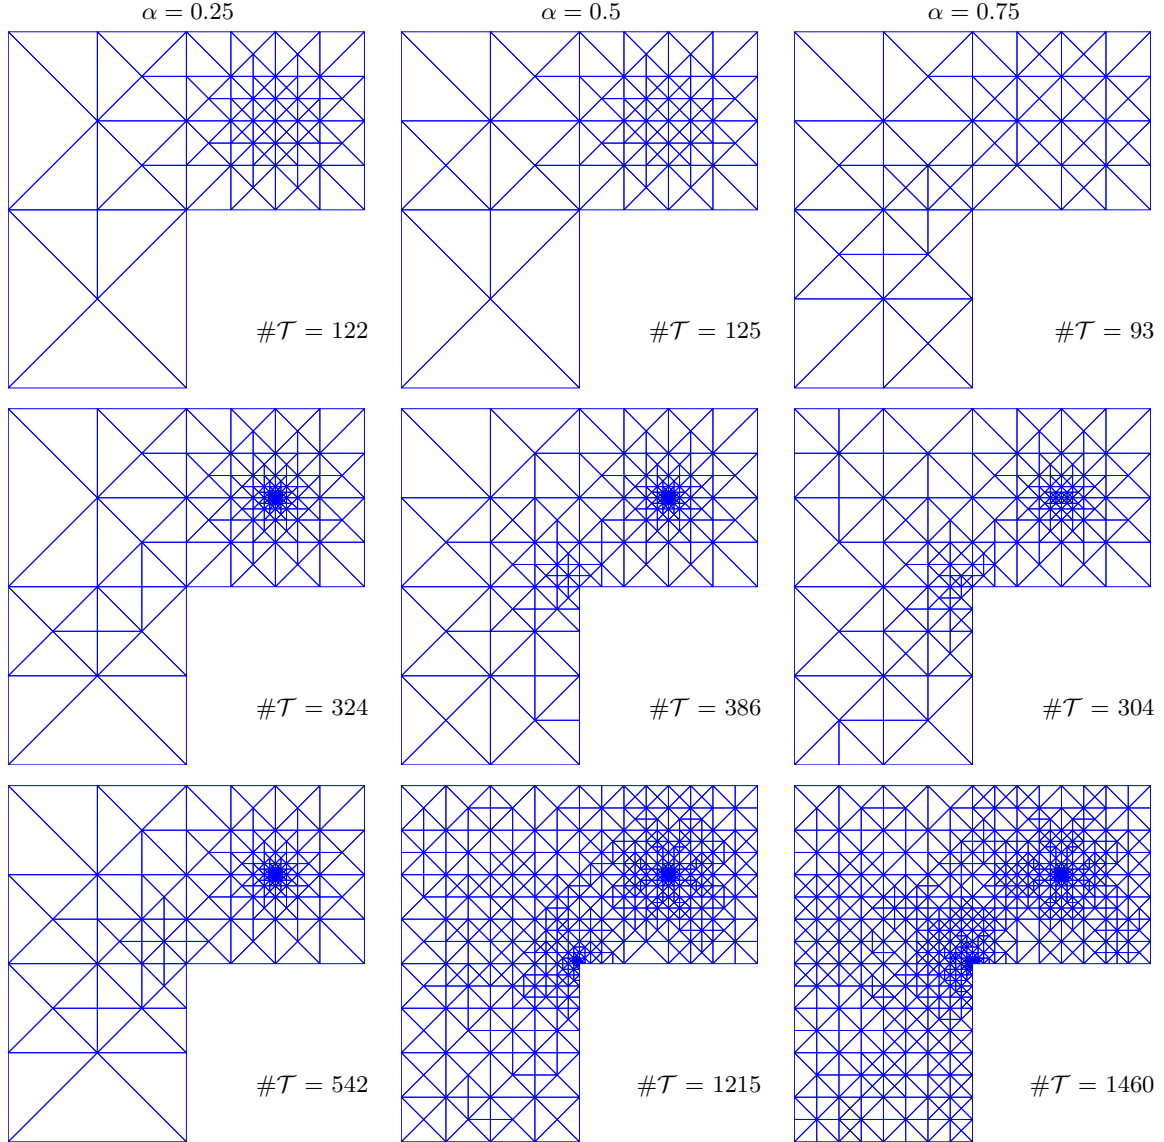 α = 0.25
α = 0.5
α = 0.75
#𝒯 = 122
#𝒯 = 125
#𝒯 = 93
#𝒯 = 324
#𝒯 = 386
#𝒯 = 304
#𝒯 = 542
#𝒯 = 1215
#𝒯 = 1460